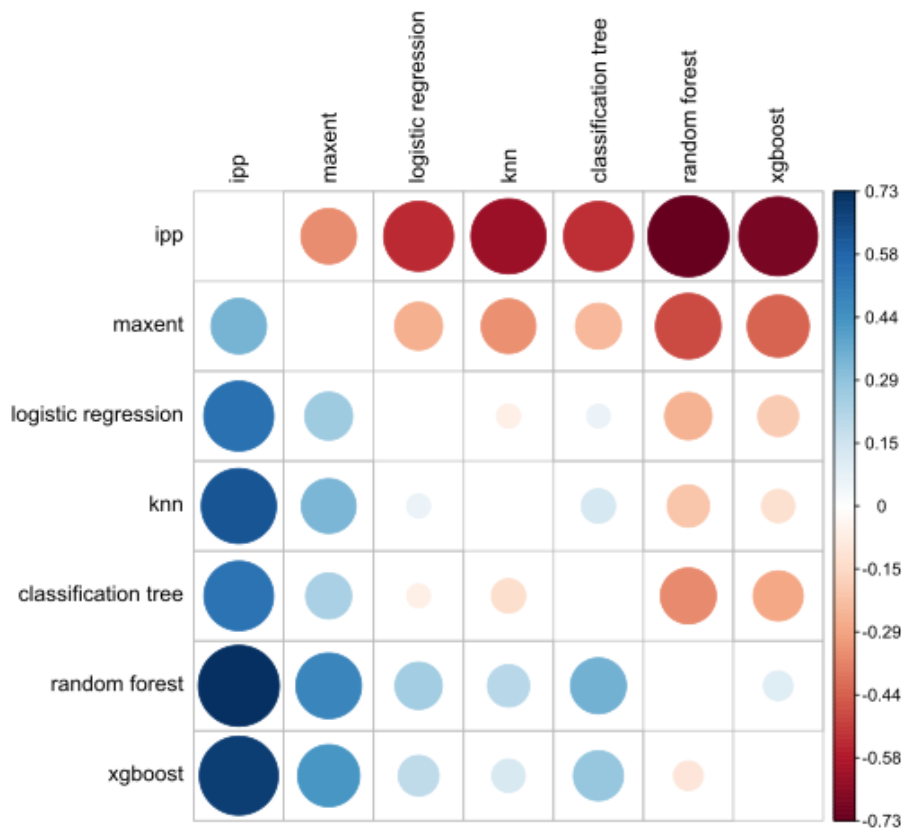 ipp
maxent
logistic regression
knn
classification tree
random forest
xgboost
ipp
maxent
logistic regression
knn
classification tree
random forest
xgboost
0.73
0.58
0.44
0.29
0.15
0
-0.15
-0.29
-0.44
-0.58
-0.73